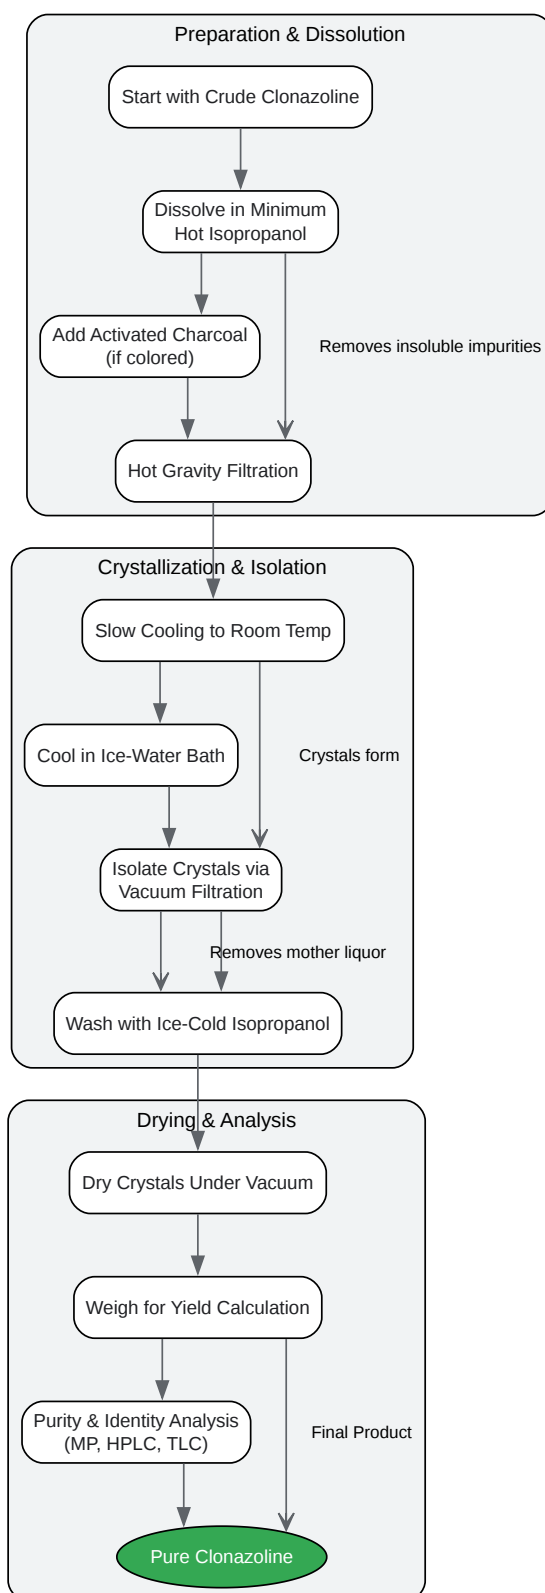 Preparation & Dissolution
Start with Crude Clonazoline
Dissolve in Minimum
Hot Isopropanol
Add Activated Charcoal
(if colored)
Removes insoluble impurities
Hot Gravity Filtration
Crystallization & Isolation
Slow Cooling to Room Temp
Cool in Ice-Water Bath
Crystals form
Isolate Crystals via
Vacuum Filtration
Removes mother liquor
Wash with Ice-Cold Isopropanol
Drying & Analysis
Dry Crystals Under Vacuum
Weigh for Yield Calculation
Purity & Identity Analysis
(MP, HPLC, TLC)
Final Product
Pure Clonazoline